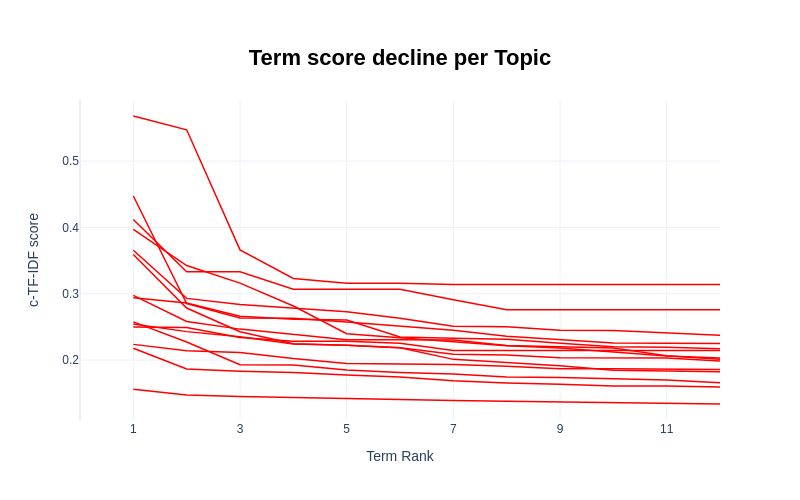 Term score decline per Topic
c-TF-IDF score
0.5
0.4
0.3
0.2
1 3 5 7 9 11
Term Rank